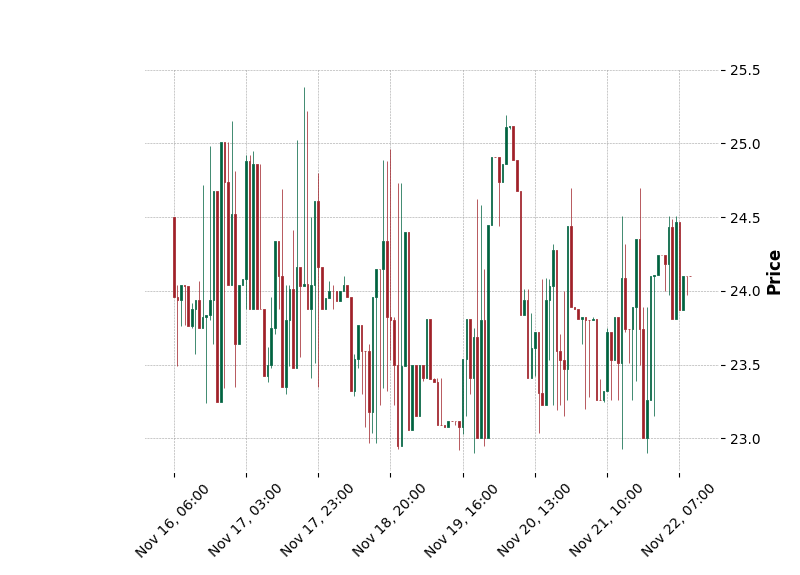 25.5
25.0
24.5
24.0
23.5
23.0
Price
Nov 16, 06:00
Nov 17, 03:00
Nov 17, 23:00
Nov 18, 20:00
Nov 19, 16:00
Nov 20, 13:00
Nov 21, 10:00
Nov 22, 07:00